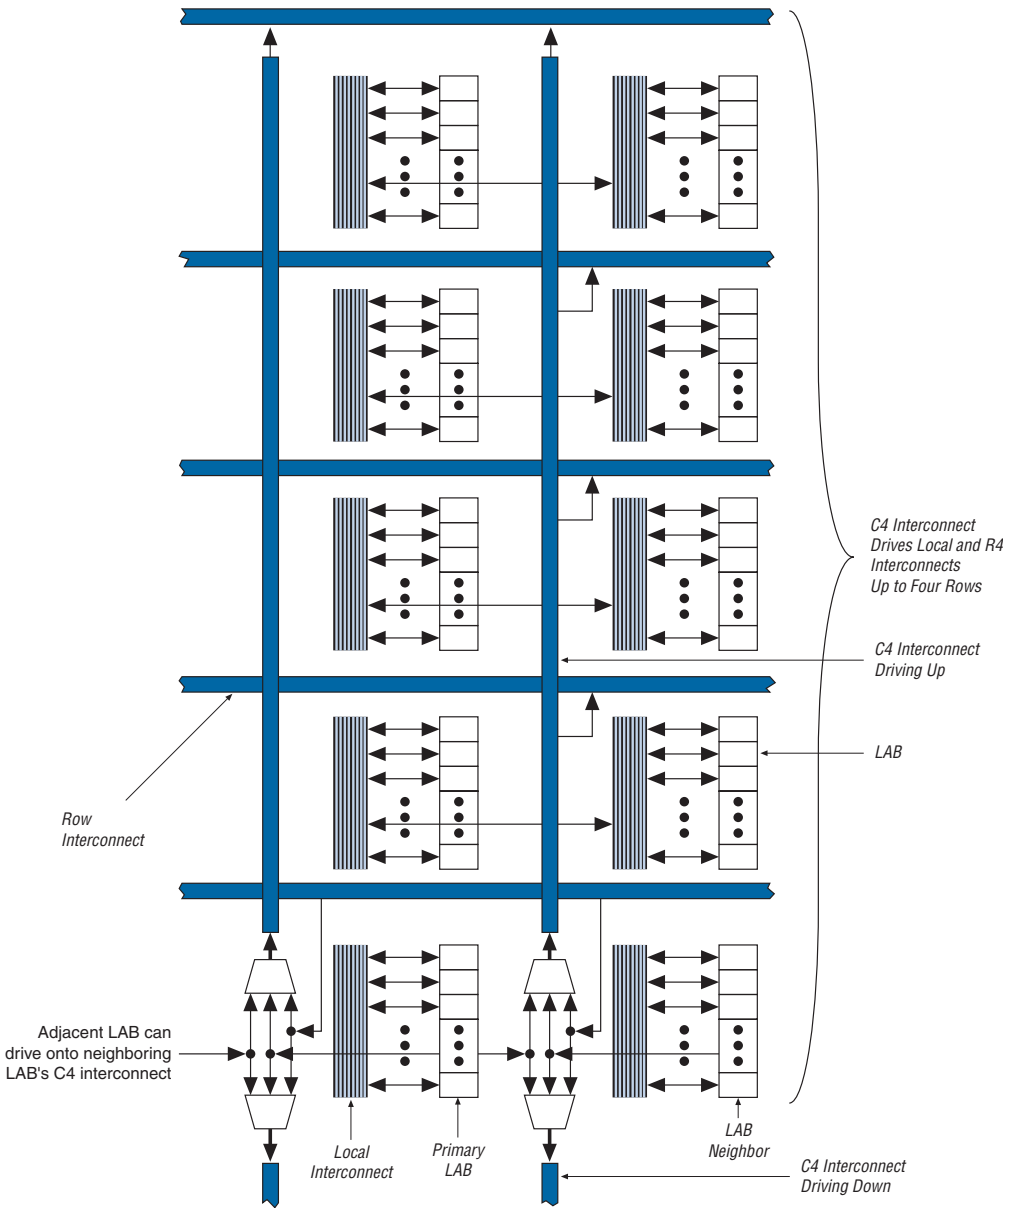 C4 Interconnect
Drives Local and R4
Interconnects
Up to Four Rows
C4 Interconnect
Driving Up
LAB
Row
Interconnect
Adjacent LAB can
drive onto neighboring
LAB's C4 interconnect
Local
Interconnect
Primary
LAB
LAB
Neighbor
C4 Interconnect
Driving Down